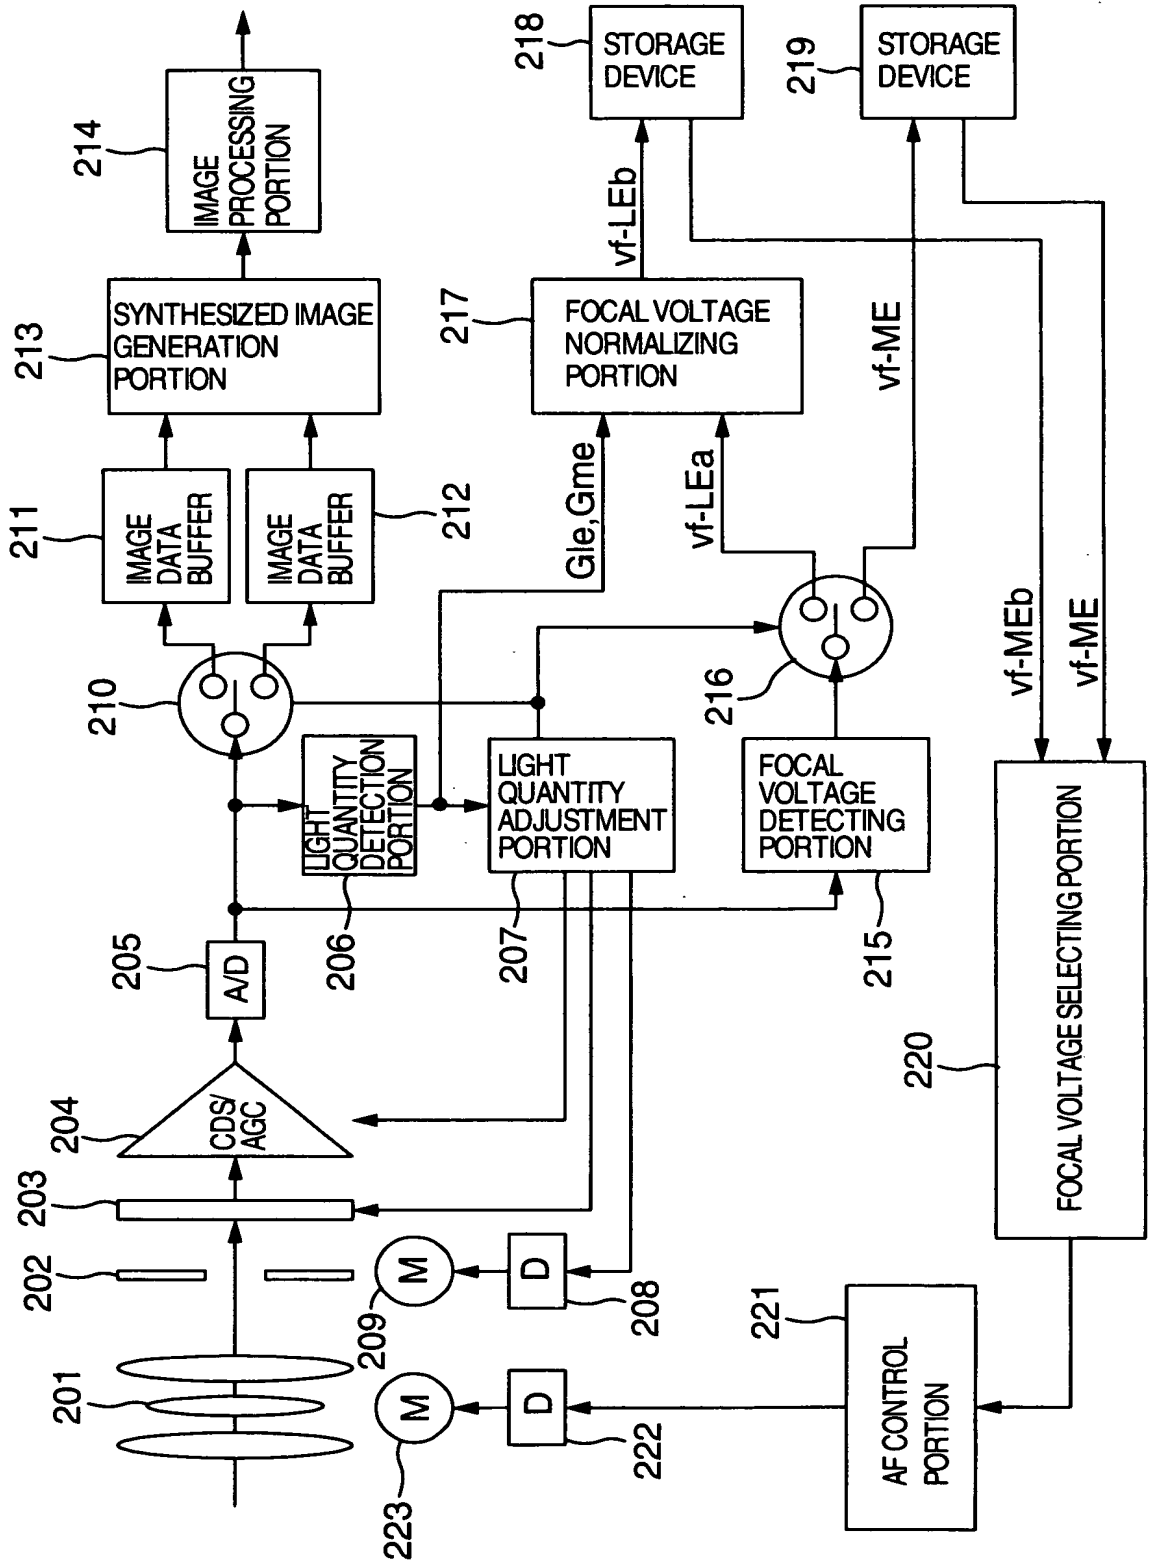 201
202
203
204
CDS/
AGC
205
A/D
206
LIGHT
QUANTITY
DETECTION
PORTION
207
LIGHT
QUANTITY
ADJUSTMENT
PORTION
208
D
209
M
210
211
IMAGE
DATA
BUFFER
212
IMAGE
DATA
BUFFER
213
SYNTHESIZED IMAGE
GENERATION
PORTION
214
IMAGE
PROCESSING
PORTION
215
FOCAL
VOLTAGE
DETECTING
PORTION
216
Gle,Gme
vf-LEa
217
FOCAL VOLTAGE
NORMALIZING
PORTION
vf-LEb
vf-ME
218
STORAGE
DEVICE
219
STORAGE
DEVICE
vf-MEb
vf-ME
220
FOCAL VOLTAGE SELECTING PORTION
221
AF CONTROL
PORTION
222
D
223
M